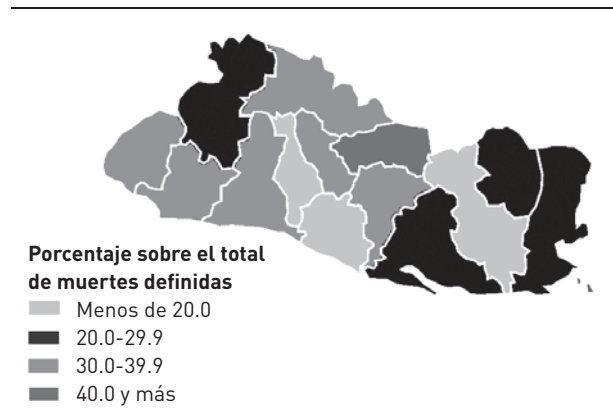 Porcentaje sobre el total
de muertes definidas
Menos de 20.0
20.0-29.9
30.0-39.9
40.0 y más